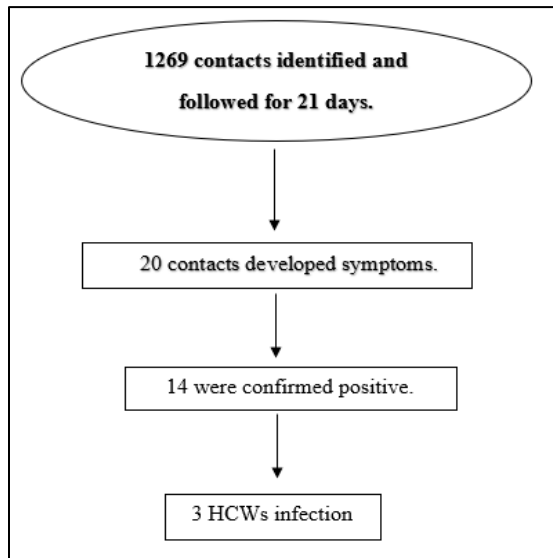 1269 contacts identified and
followed for 21 days.
20 contacts developed symptoms.
14 were confirmed positive.
3 HCWs infection